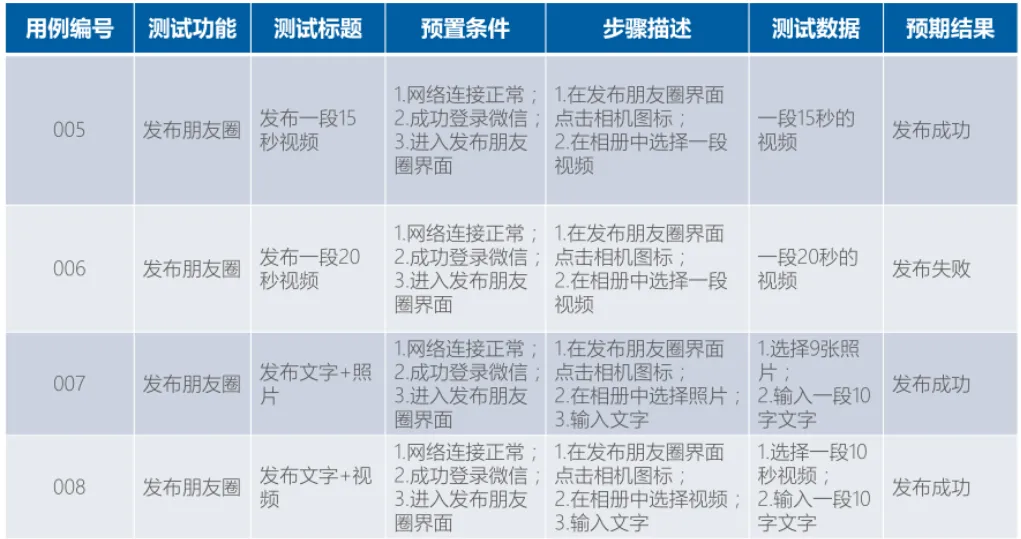 用例编号 测试功能 测试标题 预置条件 步骤描述 测试数据 预期结果
005
发布朋友圈
发布一段15
秒视频
1.网络连接正常；
2.成功登录微信；
3.进入发布朋友
圈界面
1.在发布朋友圈界面
点击相机图标；
2.在相册中选择一段
视频
一段15秒的
视频
发布成功
006
发布朋友圈
发布一段20
秒视频
1.网络连接正常；
2.成功登录微信；
3.进入发布朋友
圈界面
1.在发布朋友圈界面
点击相机图标；
2.在相册中选择一段
视频
一段20秒的
视频
发布失败
007
发布朋友圈
发布文字+照
片
1.网络连接正常；
2.成功登录微信；
3.进入发布朋友
圈界面
1.在发布朋友圈界面
点击相机图标；
2.在相册中选择照片；
3.输入文字
1.选择9张照
片；
2.输入一段10
字文字
发布成功
008
发布朋友圈
发布文字+视
频
1.网络连接正常；
2.成功登录微信；
3.进入发布朋友
圈界面
1.在发布朋友圈界面
点击相机图标；
2.在相册中选择视频；
3.输入文字
1.选择一段10
秒视频；
2.输入一段10
字文字
发布成功